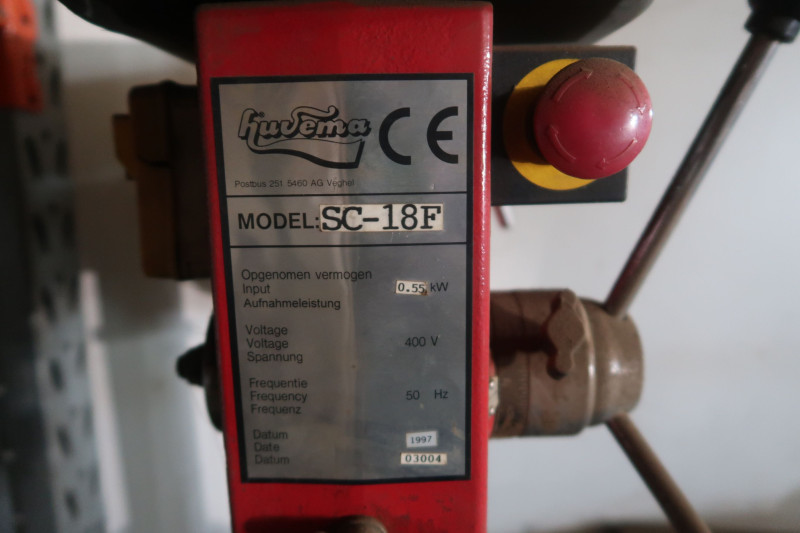 huvema CE
Postbus 251 5460 AG Veghel
MODEL: SC-18F
Opgenomen vermogen
Input 0.55 kW
Aufnahmeleistung
Voltage
Voltage 400 V
Spannung
Frequentie
Frequency 50 Hz
Frequenz
Datum 1997
Date
Datum 03004